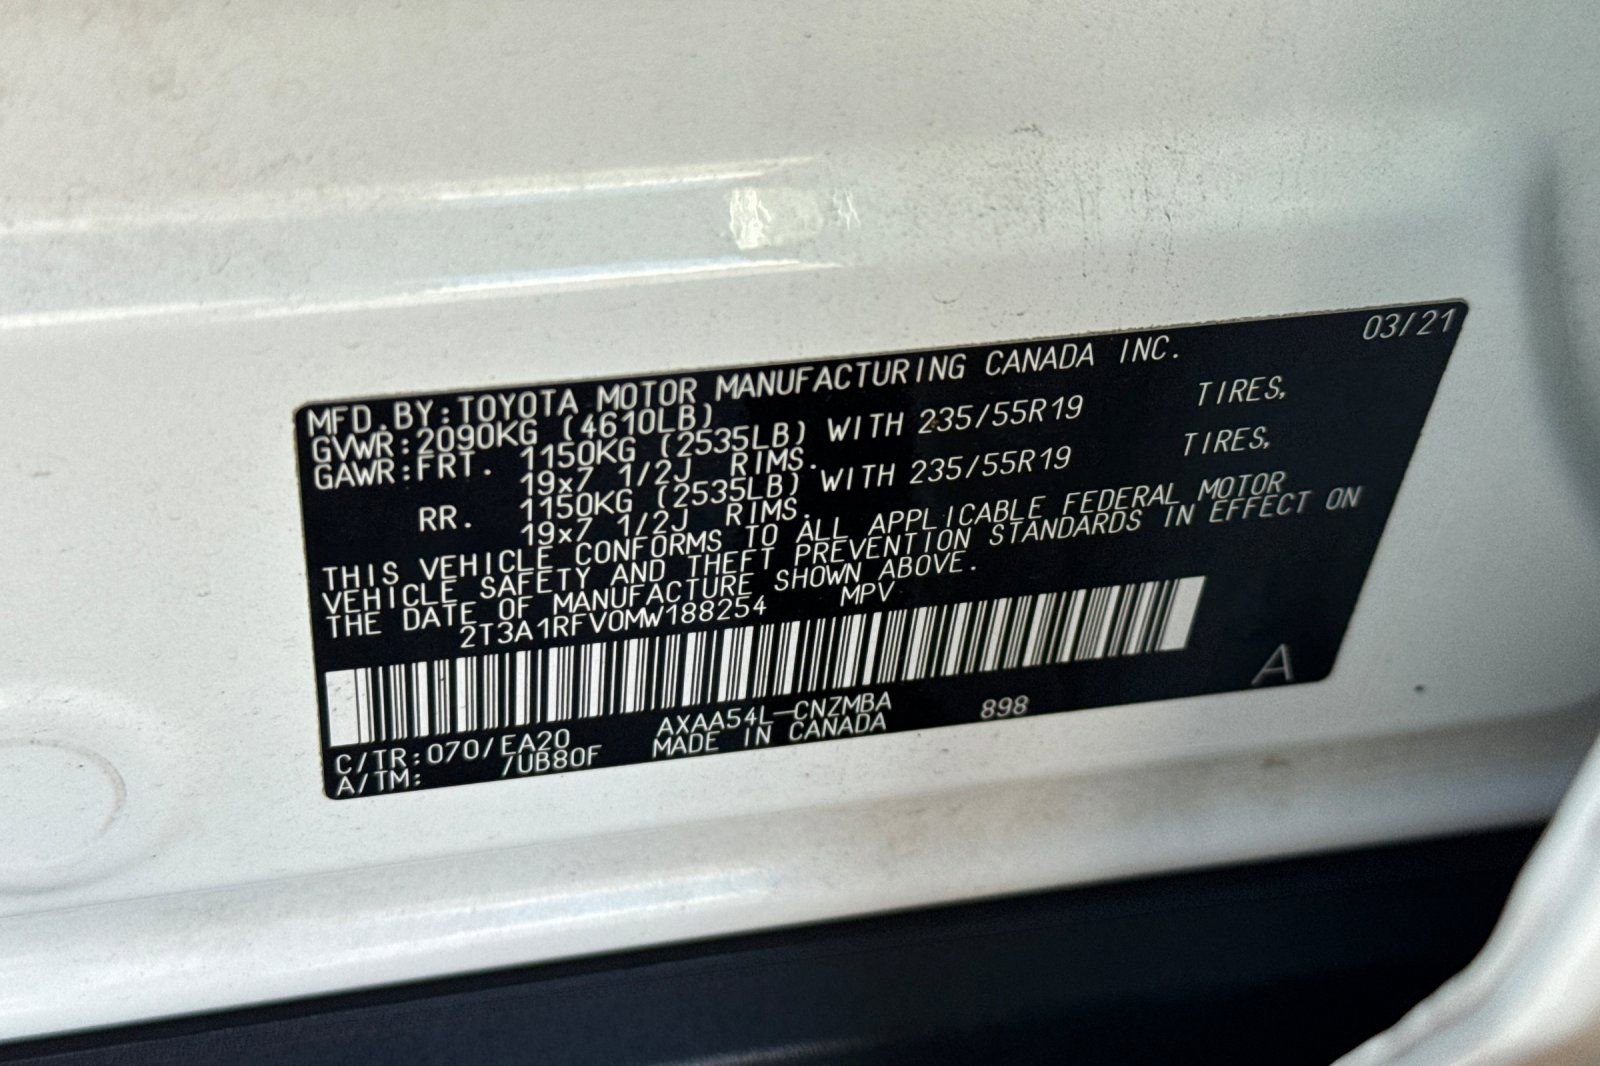 03/21
MFD.BY:TOYOTA MOTOR MANUFACTURING CANADA INC.
GVWR:2090KG (4610LB)
GAWR:FRT. 1150KG (2535LB) WITH 235/55R19 TIRES,
19x7 1/2J RIMS.
RR. 1150KG (2535LB) WITH 235/55R19 TIRES,
19x7 1/2J RIMS.
THIS VEHICLE CONFORMS TO ALL APPLICABLE FEDERAL MOTOR
VEHICLE SAFETY AND THEFT PREVENTION STANDARDS IN EFFECT ON
THE DATE OF MANUFACTURE SHOWN ABOVE.
2T3A1RFV0MW188254 MPV
A
C/TR:070/EA20 AXAA54L-CNZMBA 898
A/TM: /UB80F MADE IN CANADA